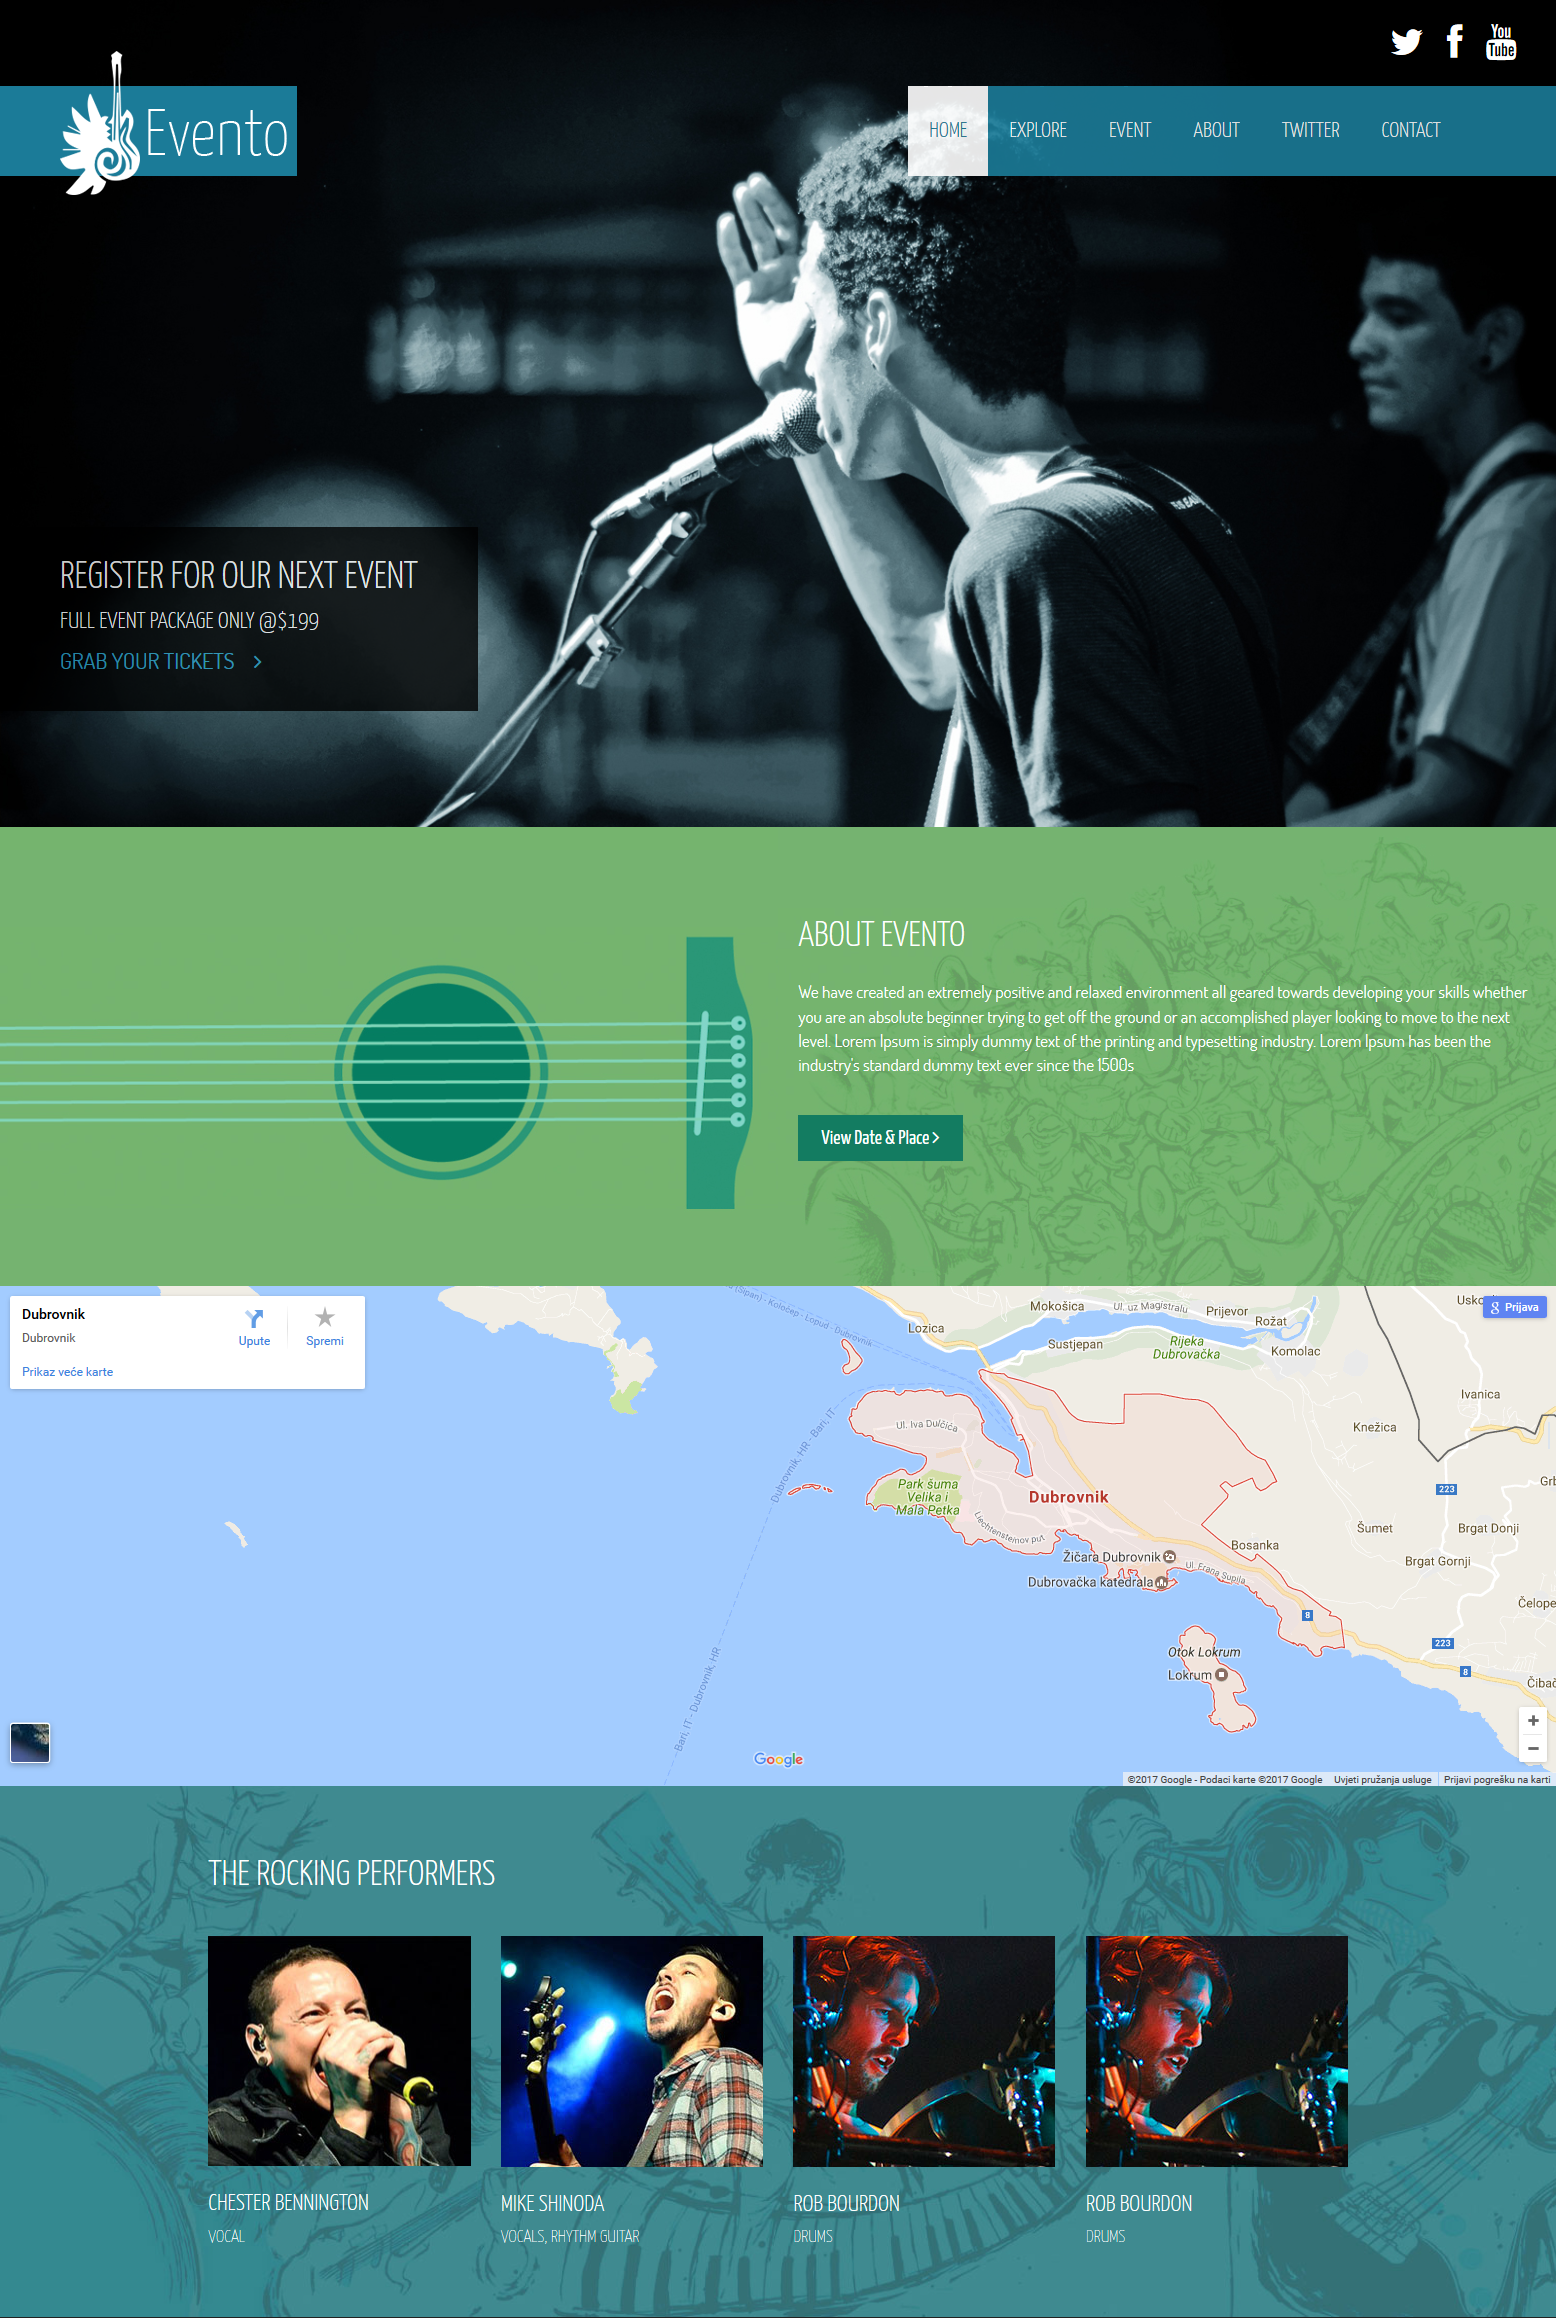 You
Tube
Evento
HOME EXPLORE EVENT ABOUT TWITTER CONTACT
REGISTER FOR OUR NEXT EVENT
FULL EVENT PACKAGE ONLY @$199
GRAB YOUR TICKETS >
ABOUT EVENTO
We have created an extremely positive and relaxed environment all geared towards developing your skills whether
you are an absolute beginner trying to get off the ground or an accomplished player looking to move to the next
level. Lorem Ipsum is simply dummy text of the printing and typesetting industry. Lorem Ipsum has been the
industry's standard dummy text ever since the 1500s
View Date & Place >
Dubrovnik
Dubrovnik
Prikaz veće karte
Upute
Spremi
g Prijava
(Šipan) - Koločep - Lopud - Dubrovnik
Lozica
Mokošica
Ul. uz Magistralu
Prijevor
Rožat
Sustjepan
Rijeka
Dubrovačka
Komolac
Ivanica
Knežica
Ul. Iva Dulčića
Dubrovnik, HR - Bari, IT
Park šuma
Velika i
Mala Petka
Dubrovnik
Liechtensteinov put
223
Šumet
Brgat Donji
Bosanka
Brgat Gornji
Žičara Dubrovnik
Ul. Frana Supila
Dubrovačka katedrala
8
223
8
Otok Lokrum
Lokrum
Bari, IT - Dubrovnik, HR
Google
©2017 Google - Podaci karte ©2017 Google Uvjeti pružanja usluge Prijavi pogrešku na karti
THE ROCKING PERFORMERS
CHESTER BENNINGTON
VOCAL
MIKE SHINODA
VOCALS, RHYTHM GUITAR
ROB BOURDON
DRUMS
ROB BOURDON
DRUMS